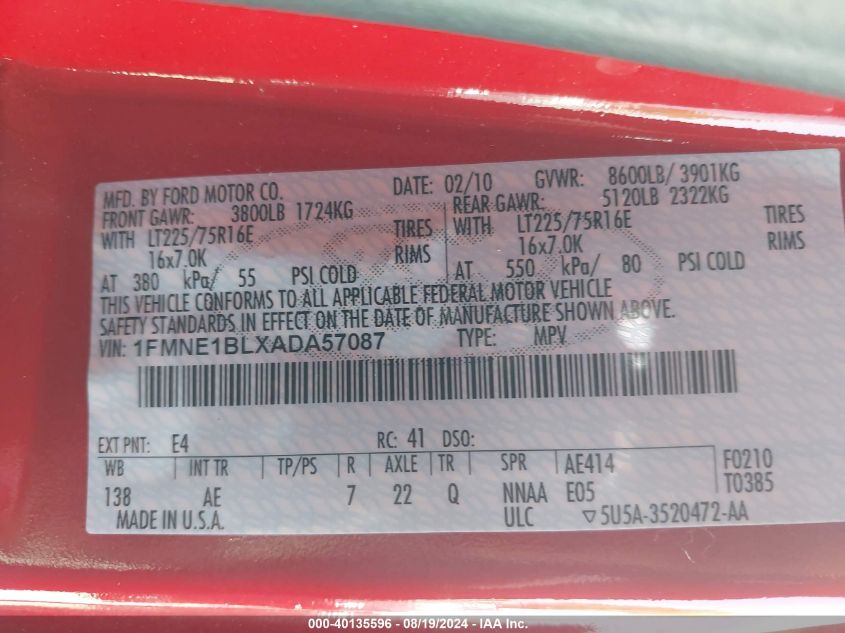 MFD. BY FORD MOTOR CO. DATE: 02/10 GVWR: 8600LB/ 3901KG
FRONT GAWR: 3800LB 1724KG REAR GAWR: 5120LB 2322KG
WITH LT225/75R16E TIRES WITH LT225/75R16E TIRES
16x7.0K RIMS 16x7.0K RIMS
AT 380 kPa/ 55 PSI COLD AT 550 kPa/ 80 PSI COLD
THIS VEHICLE CONFORMS TO ALL APPLICABLE FEDERAL MOTOR VEHICLE
SAFETY STANDARDS IN EFFECT ON THE DATE OF MANUFACTURE SHOWN ABOVE.
VIN: 1FMNE1BLXADA57087 TYPE: MPV
EXT PNT: E4 RC: 41 DSO:
WB INT TR TP/PS R AXLE TR SPR AE414 F0210
138 AE 7 22 Q NNAA E05 T0385
MADE IN U.S.A. ULC ▽5U5A-3520472-AA
000-40135596 - 08/19/2024 - IAA Inc.